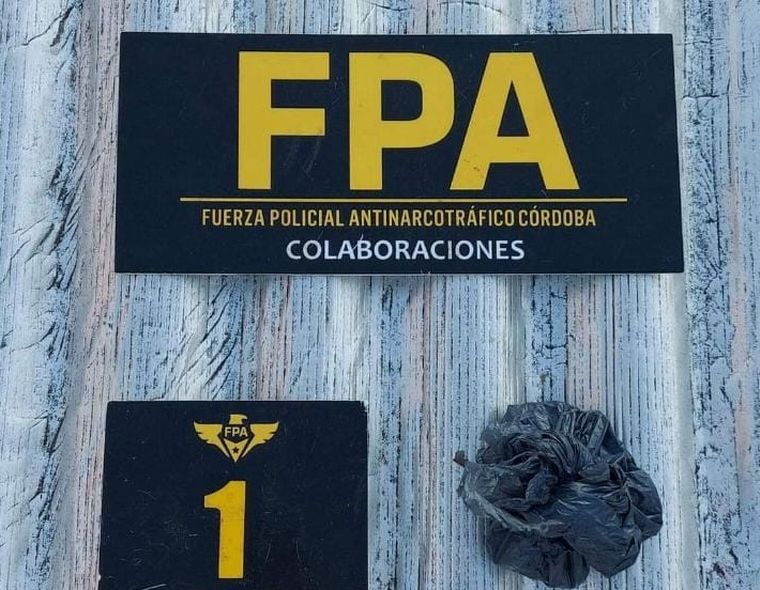 FPA
FUERZA POLICIAL ANTINARCOTRÁFICO CÓRDOBA
COLABORACIONES
FPA
1